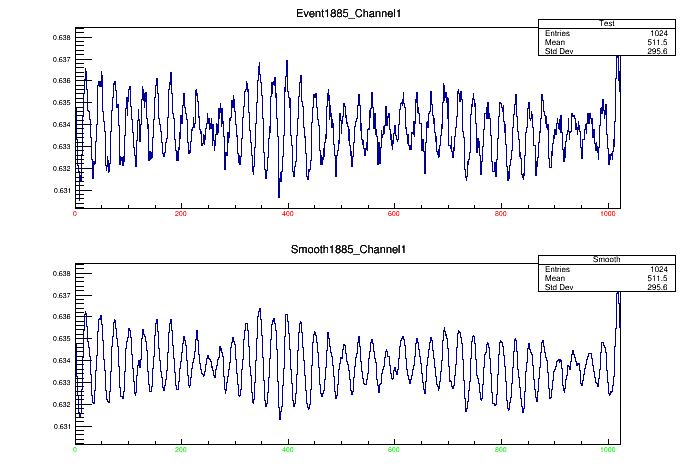 Event1885_Channel1
Test
Entries 1024
Mean 511.5
Std Dev 295.6
0.638
0.637
0.636
0.635
0.634
0.633
0.632
0.631
0 200 400 600 800 1000
Smooth1885_Channel1
Smooth
Entries 1024
Mean 511.5
Std Dev 295.6
0.638
0.637
0.636
0.635
0.634
0.633
0.632
0.631
0 200 400 600 800 1000